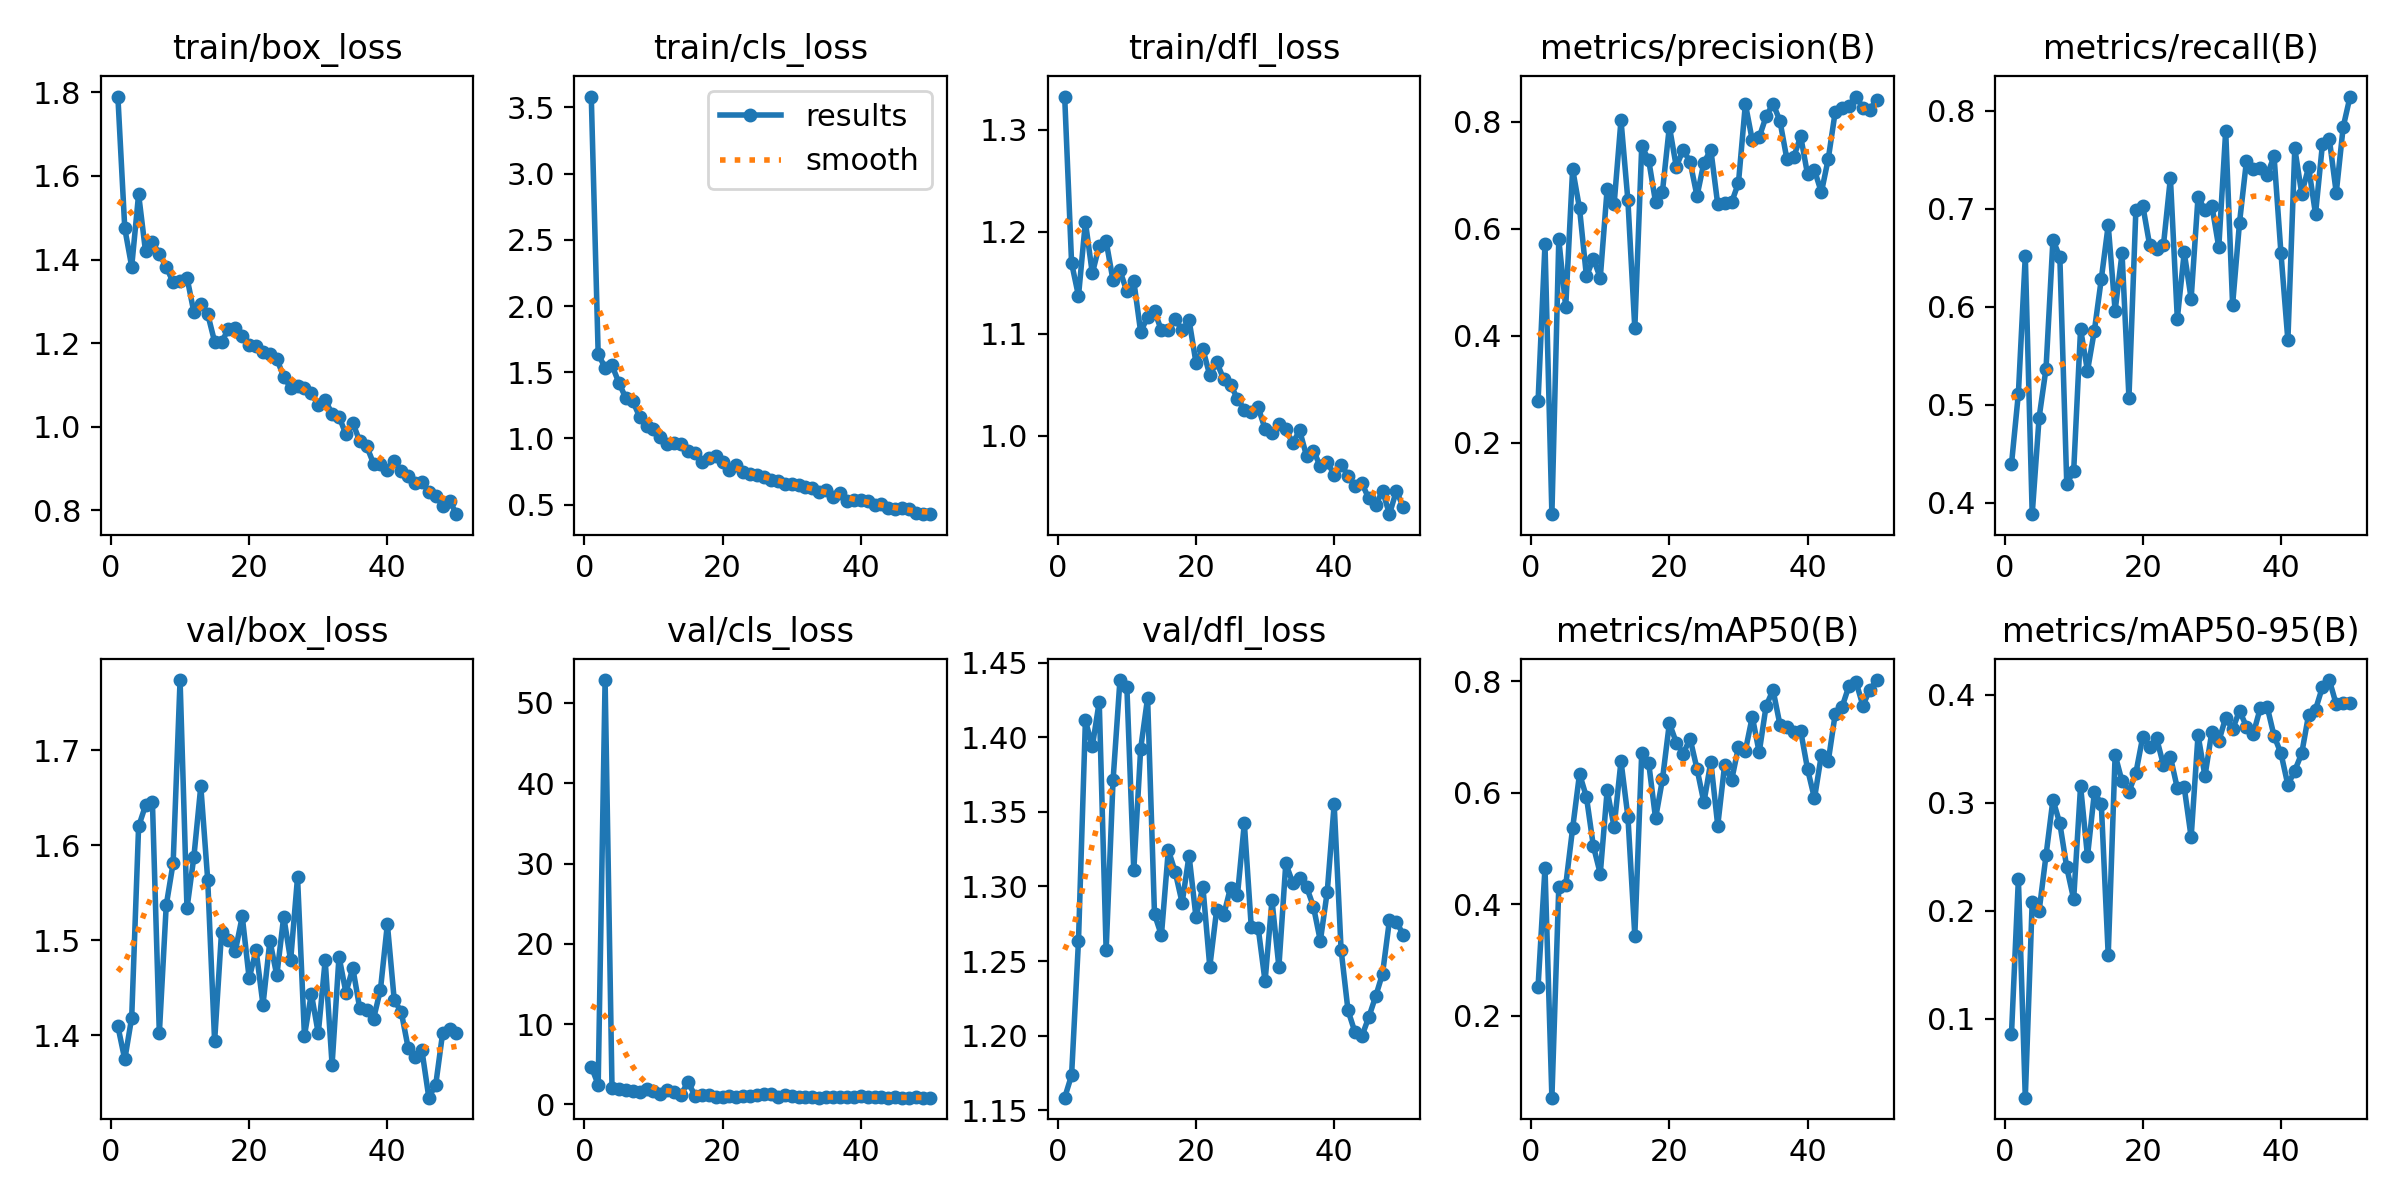 train/box_loss
1.8
1.6
1.4
1.2
1.0
0.8
0 20 40
train/cls_loss
results
smooth
3.5
3.0
2.5
2.0
1.5
1.0
0.5
0 20 40
train/dfl_loss
1.3
1.2
1.1
1.0
0 20 40
metrics/precision(B)
0.8
0.6
0.4
0.2
0 20 40
metrics/recall(B)
0.8
0.7
0.6
0.5
0.4
0 20 40
val/box_loss
1.7
1.6
1.5
1.4
0 20 40
val/cls_loss
50
40
30
20
10
0
0 20 40
val/dfl_loss
1.45
1.40
1.35
1.30
1.25
1.20
1.15
0 20 40
metrics/mAP50(B)
0.8
0.6
0.4
0.2
0 20 40
metrics/mAP50-95(B)
0.4
0.3
0.2
0.1
0 20 40